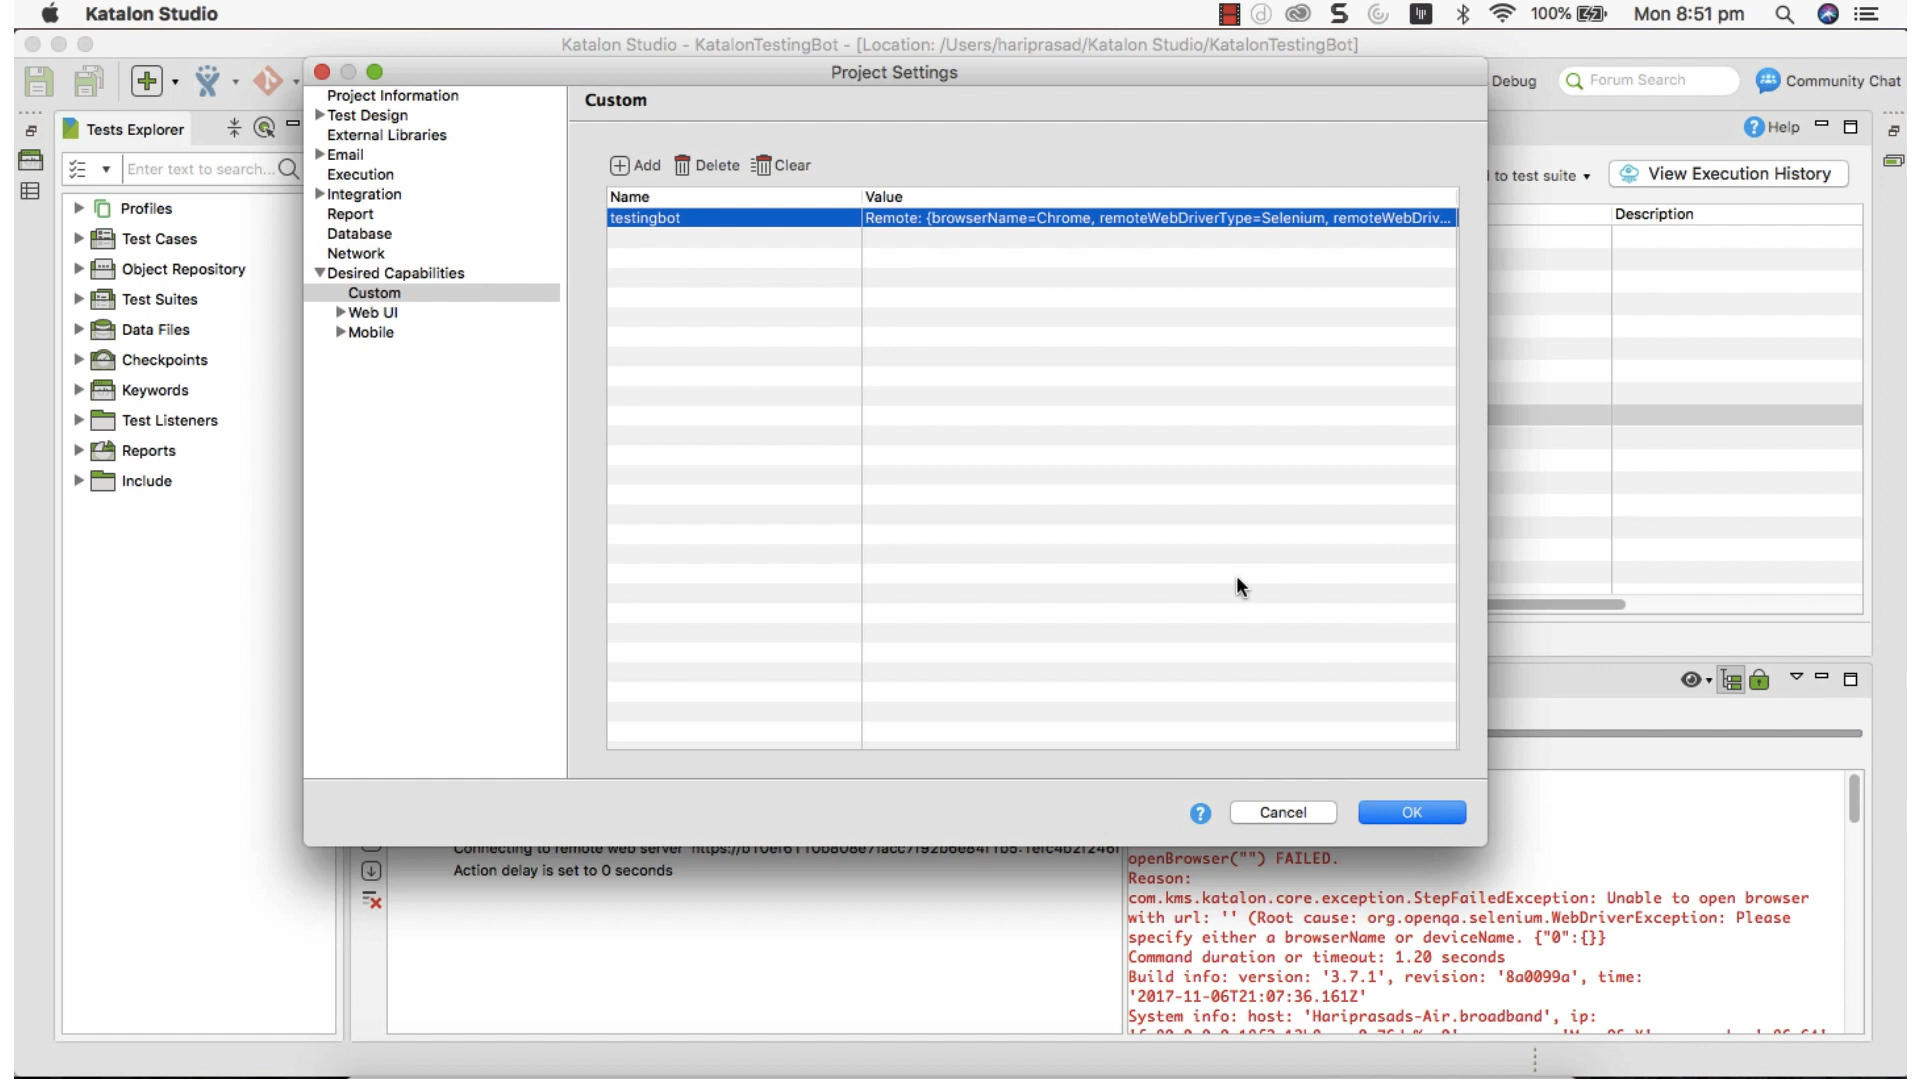 Katalon Studio
100%
Mon 8:51 pm
Katalon Studio - KatalonTestingBot - [Location: /Users/hariprasad/Katalon Studio/KatalonTestingBot]
Project Settings
Debug
Forum Search
Community Chat
Tests Explorer
Help
Enter text to search...
to test suite
View Execution History
Description
Profiles
Test Cases
Object Repository
Test Suites
Data Files
Checkpoints
Keywords
Test Listeners
Reports
Include
Project Information
Test Design
External Libraries
Email
Execution
Integration
Report
Database
Network
Desired Capabilities
Custom
Web UI
Mobile
Custom
Add
Delete
Clear
Name
Value
testingbot
Remote: {browserName=Chrome, remoteWebDriverType=Selenium, remoteWebDriv...
?
Cancel
OK
Connecting to remote web server
Action delay is set to 0 seconds
openBrowser("") FAILED.
Reason:
com.kms.katalon.core.exception.StepFailedException: Unable to open browser
with url: '' (Root cause: org.openqa.selenium.WebDriverException: Please
specify either a browserName or deviceName. {"0":{}}
Command duration or timeout: 1.20 seconds
Build info: version: '3.7.1', revision: '8a0099a', time:
'2017-11-06T21:07:36.161Z'
System info: host: 'Hariprasads-Air.broadband', ip: